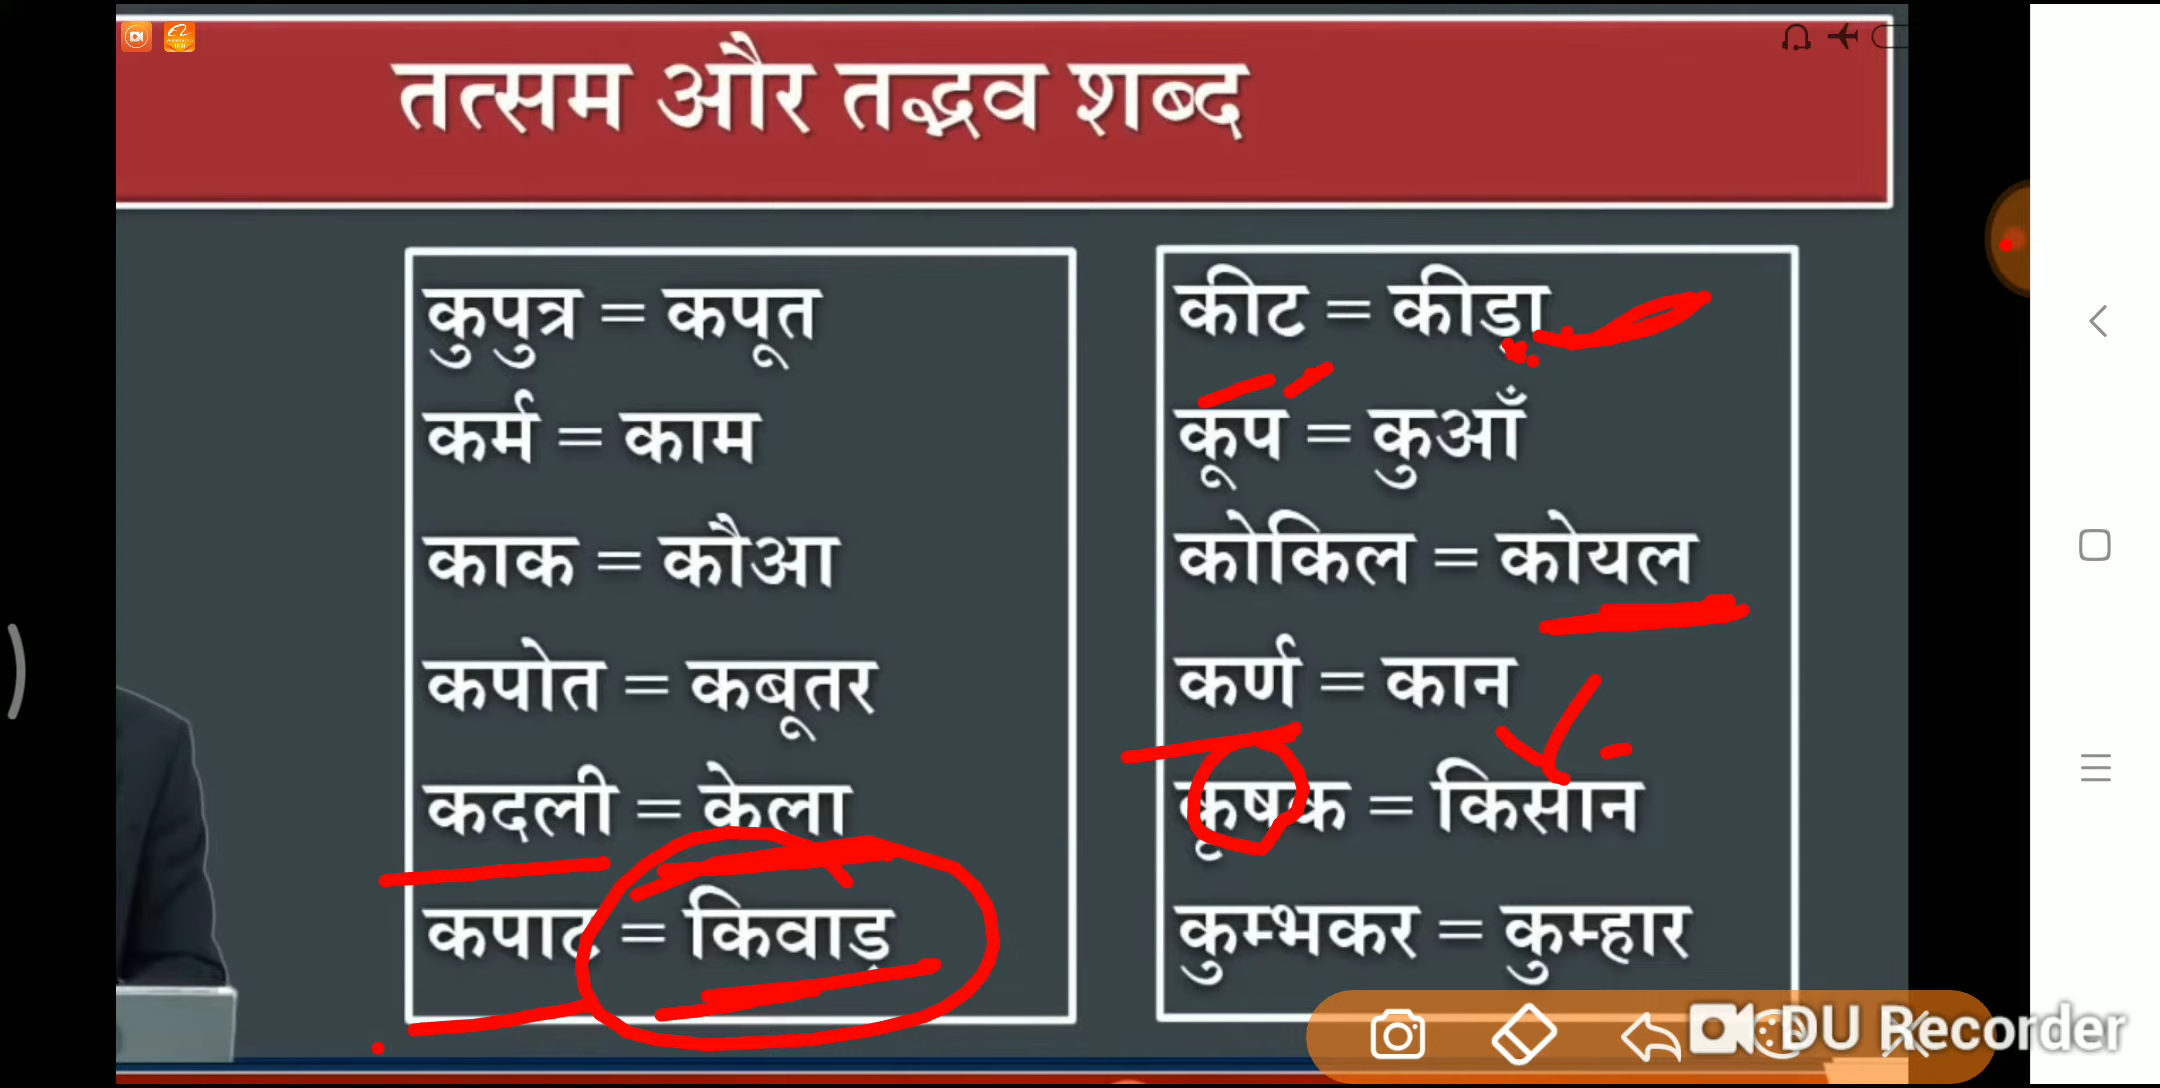 तत्सम और तद्भव शब्द
कुपुत्र = कपूत
कर्म = काम
काक = कौआ
कपोत = कबूतर
कदली = केला
कपाट = किवाड़
कीट = कीड़ा
कूप = कुआँ
कोकिल = कोयल
कर्ण = कान
कृषक = किसान
कुम्भकर = कुम्हार
DU Recorder